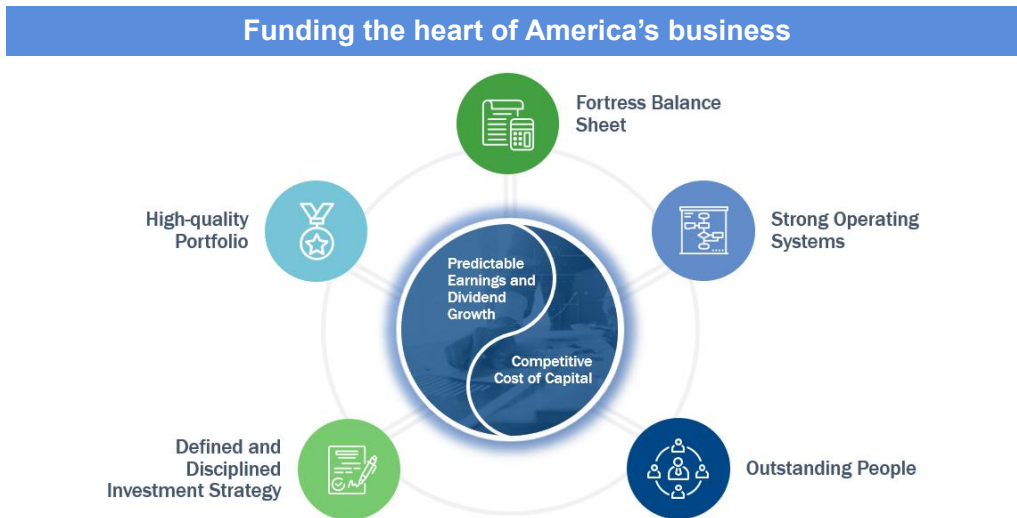 Funding the heart of America’s business
Fortress Balance
Sheet
High-quality
Portfolio
Strong Operating
Systems
Predictable
Earnings and
Dividend
Growth
Competitive
Cost of Capital
Defined and
Disciplined
Investment Strategy
Outstanding People